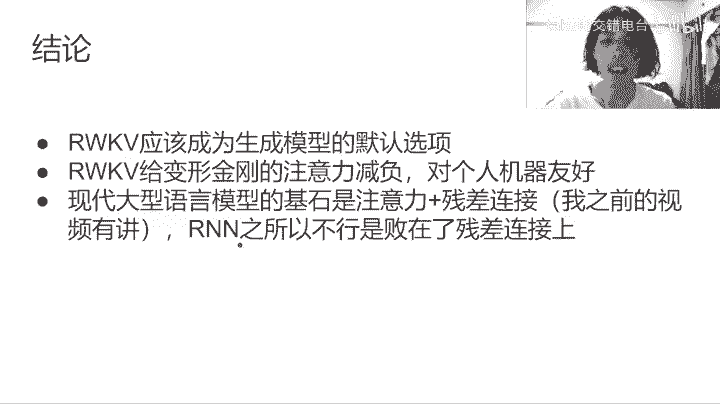 交错电台
结论
● RWKV应该成为生成模型的默认选项
● RWKV给变形金刚的注意力减负，对个人机器友好
● 现代大型语言模型的基石是注意力+残差连接（我之前的视
频有讲），RNN之所以不行是败在了残差连接上